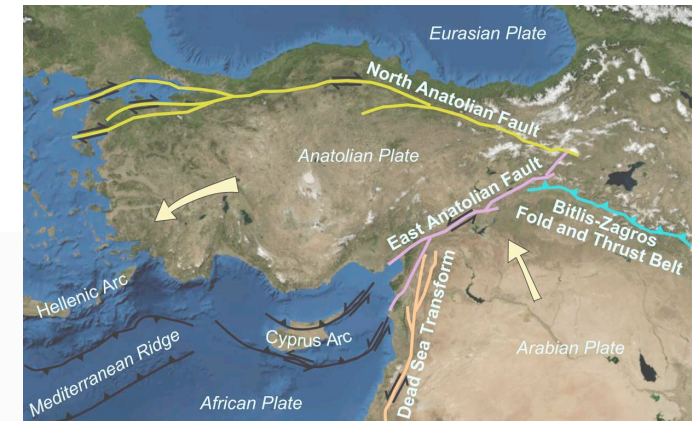 Eurasian Plate
North Anatolian Fault
Anatolian Plate
East Anatolian Fault
Bitlis-Zagros
Fold and Thrust Belt
Hellenic Arc
Cyprus Arc
Dead Sea Transform
Arabian Plate
Mediterranean Ridge
African Plate